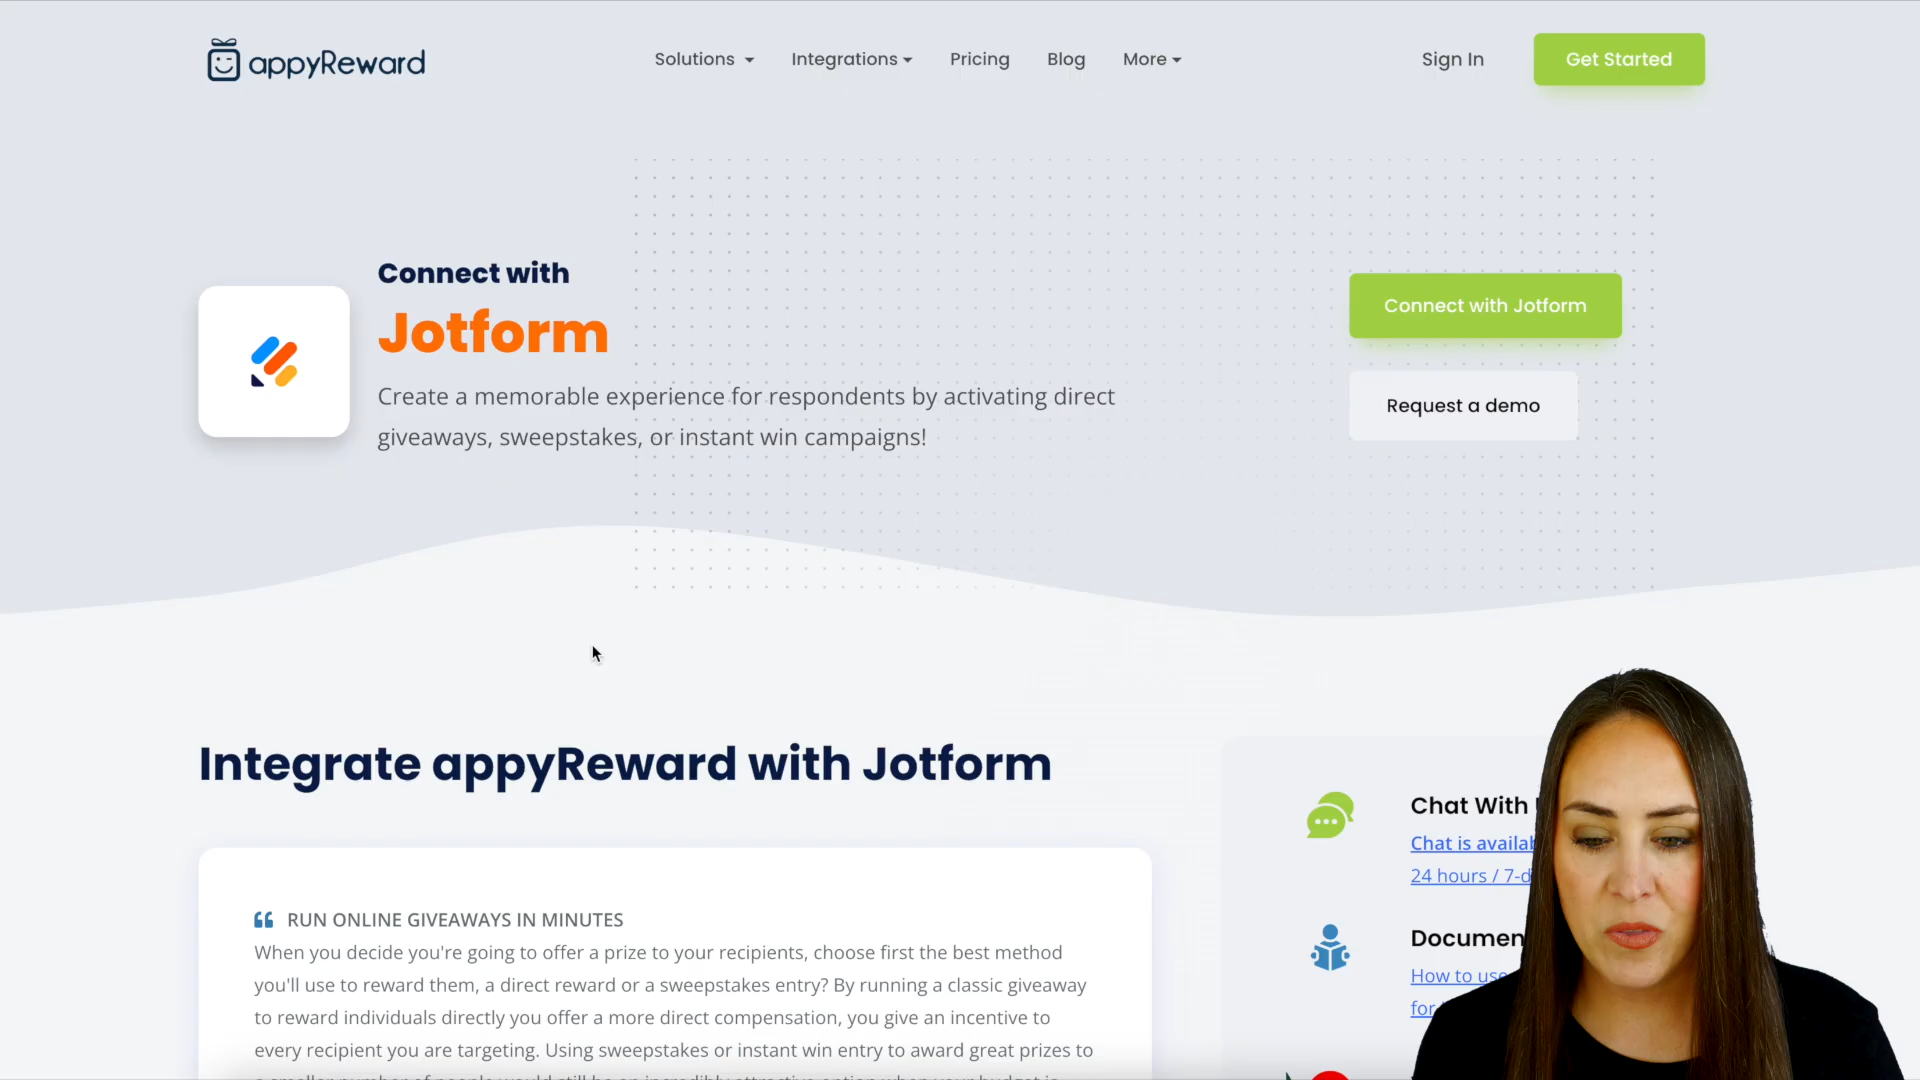 appyReward
Solutions
Integrations
Pricing
Blog
More
Sign In
Get Started
Connect with
Jotform
Create a memorable experience for respondents by activating direct
giveaways, sweepstakes, or instant win campaigns!
Connect with Jotform
Request a demo
Integrate appyReward with Jotform
RUN ONLINE GIVEAWAYS IN MINUTES
When you decide you're going to offer a prize to your recipients, choose first the best method
you'll use to reward them, a direct reward or a sweepstakes entry? By running a classic giveaway
to reward individuals directly you offer a more direct compensation, you give an incentive to
every recipient you are targeting. Using sweepstakes or instant win entry to award great prizes to
Chat With
Chat is
24 hours
How to
for